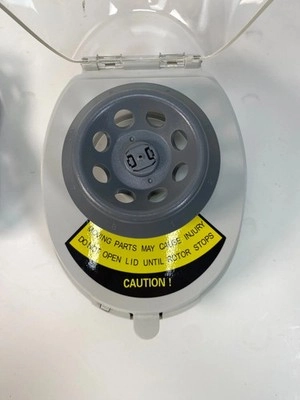 MOVING PARTS MAY CAUSE INJURY
DO NOT OPEN LID UNTIL ROTOR STOPS
CAUTION !